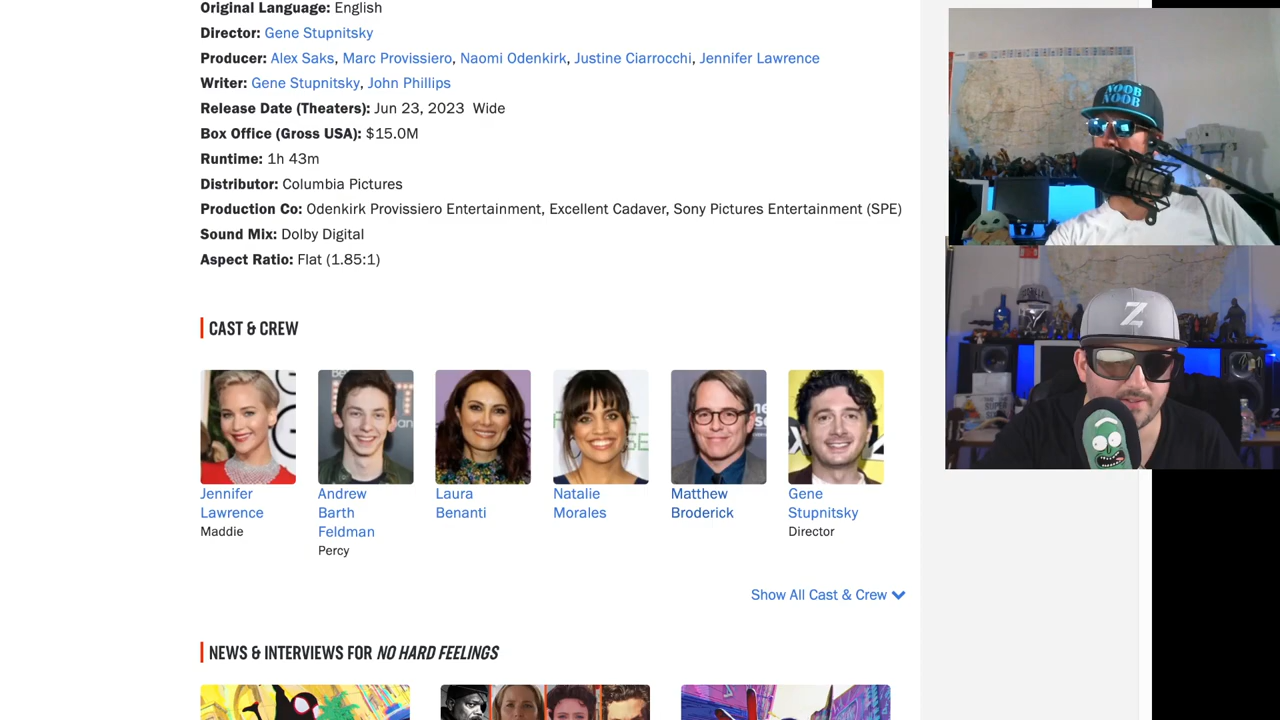 Original Language: English
Director: Gene Stupnitsky
Producer: Alex Saks, Marc Provissiero, Naomi Odenkirk, Justine Ciarrocchi, Jennifer Lawrence
Writer: Gene Stupnitsky, John Phillips
Release Date (Theaters): Jun 23, 2023 Wide
Box Office (Gross USA): $15.0M
Runtime: 1h 43m
Distributor: Columbia Pictures
Production Co: Odenkirk Provissiero Entertainment, Excellent Cadaver, Sony Pictures Entertainment (SPE)
Sound Mix: Dolby Digital
Aspect Ratio: Flat (1.85:1)
CAST & CREW
Jennifer
Lawrence
Maddie
Andrew
Barth
Feldman
Percy
Laura
Benanti
Natalie
Morales
Matthew
Broderick
Gene
Stupnitsky
Director
Show All Cast & Crew
NEWS & INTERVIEWS FOR NO HARD FEELINGS
NOOB
NOOB
Z